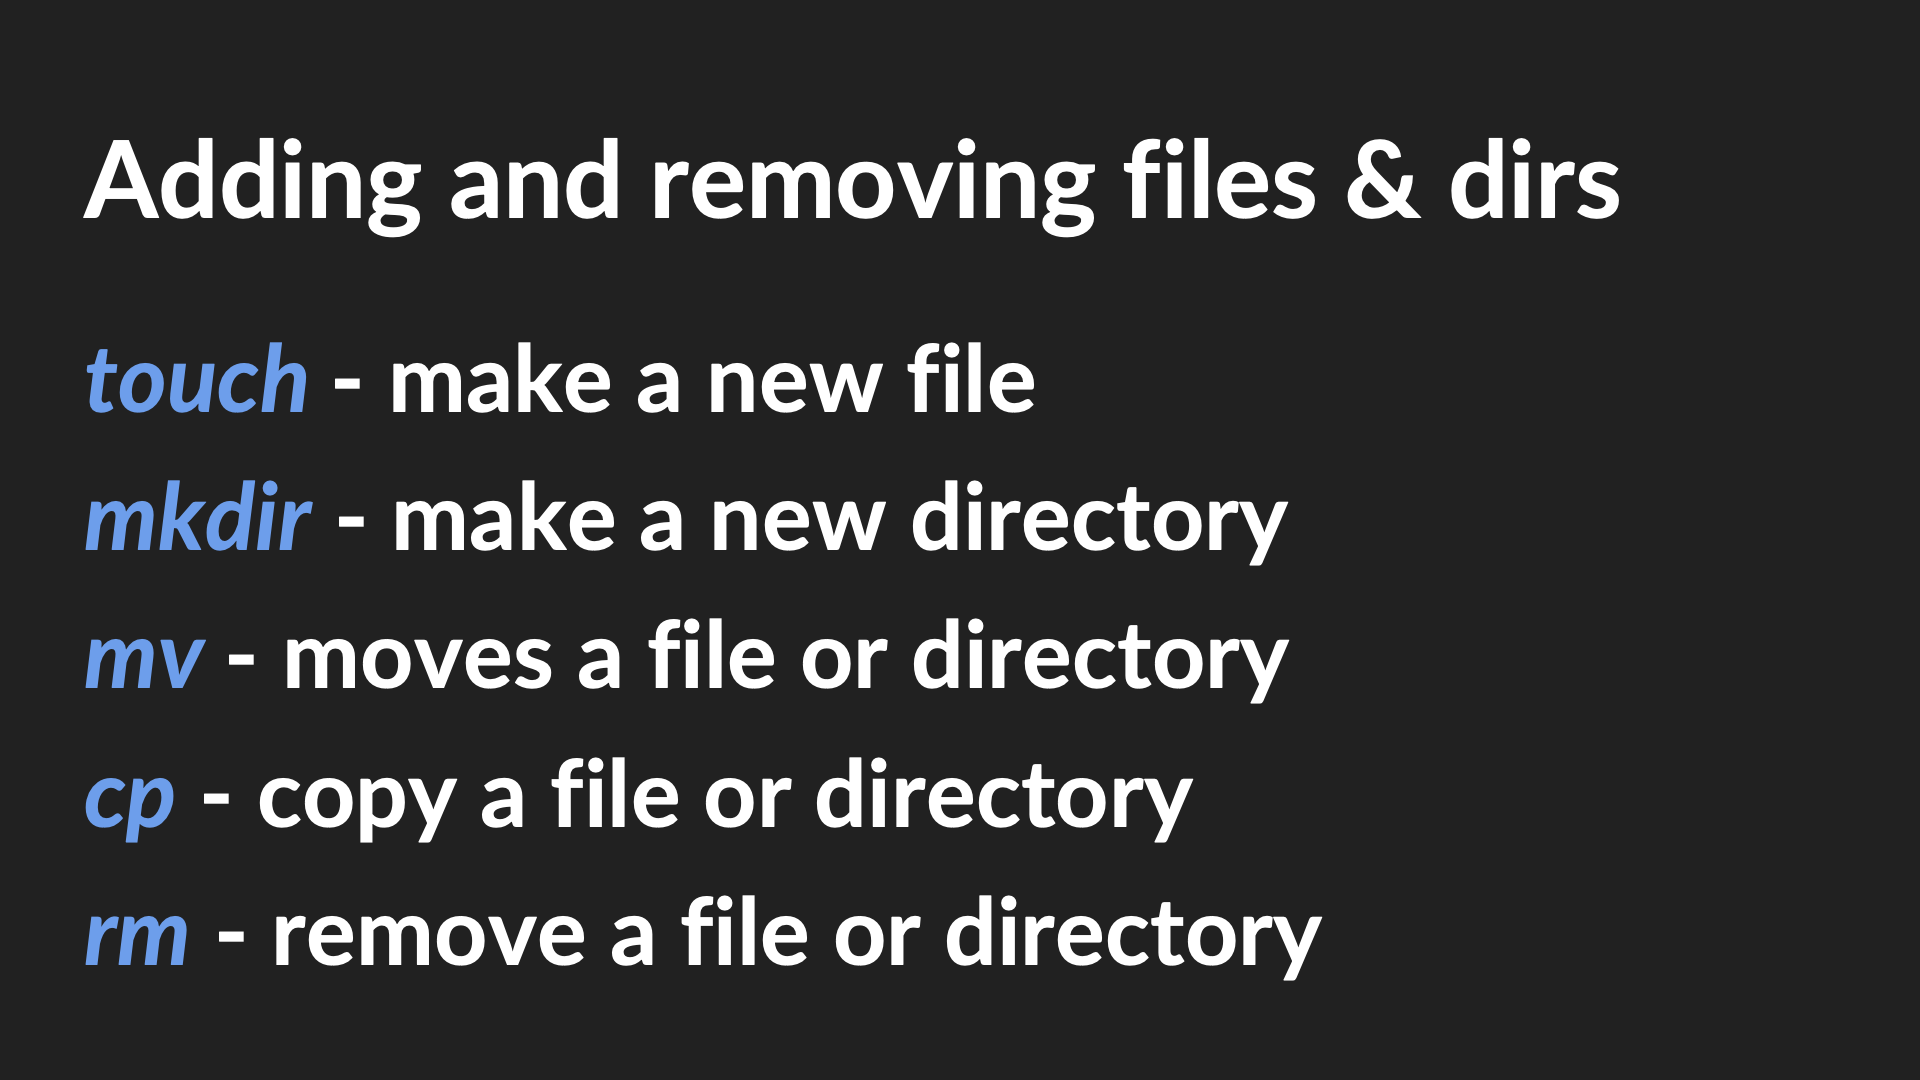 Adding and removing files & dirs
touch - make a new file
mkdir - make a new directory
mv - moves a file or directory
cp - copy a file or directory
rm - remove a file or directory